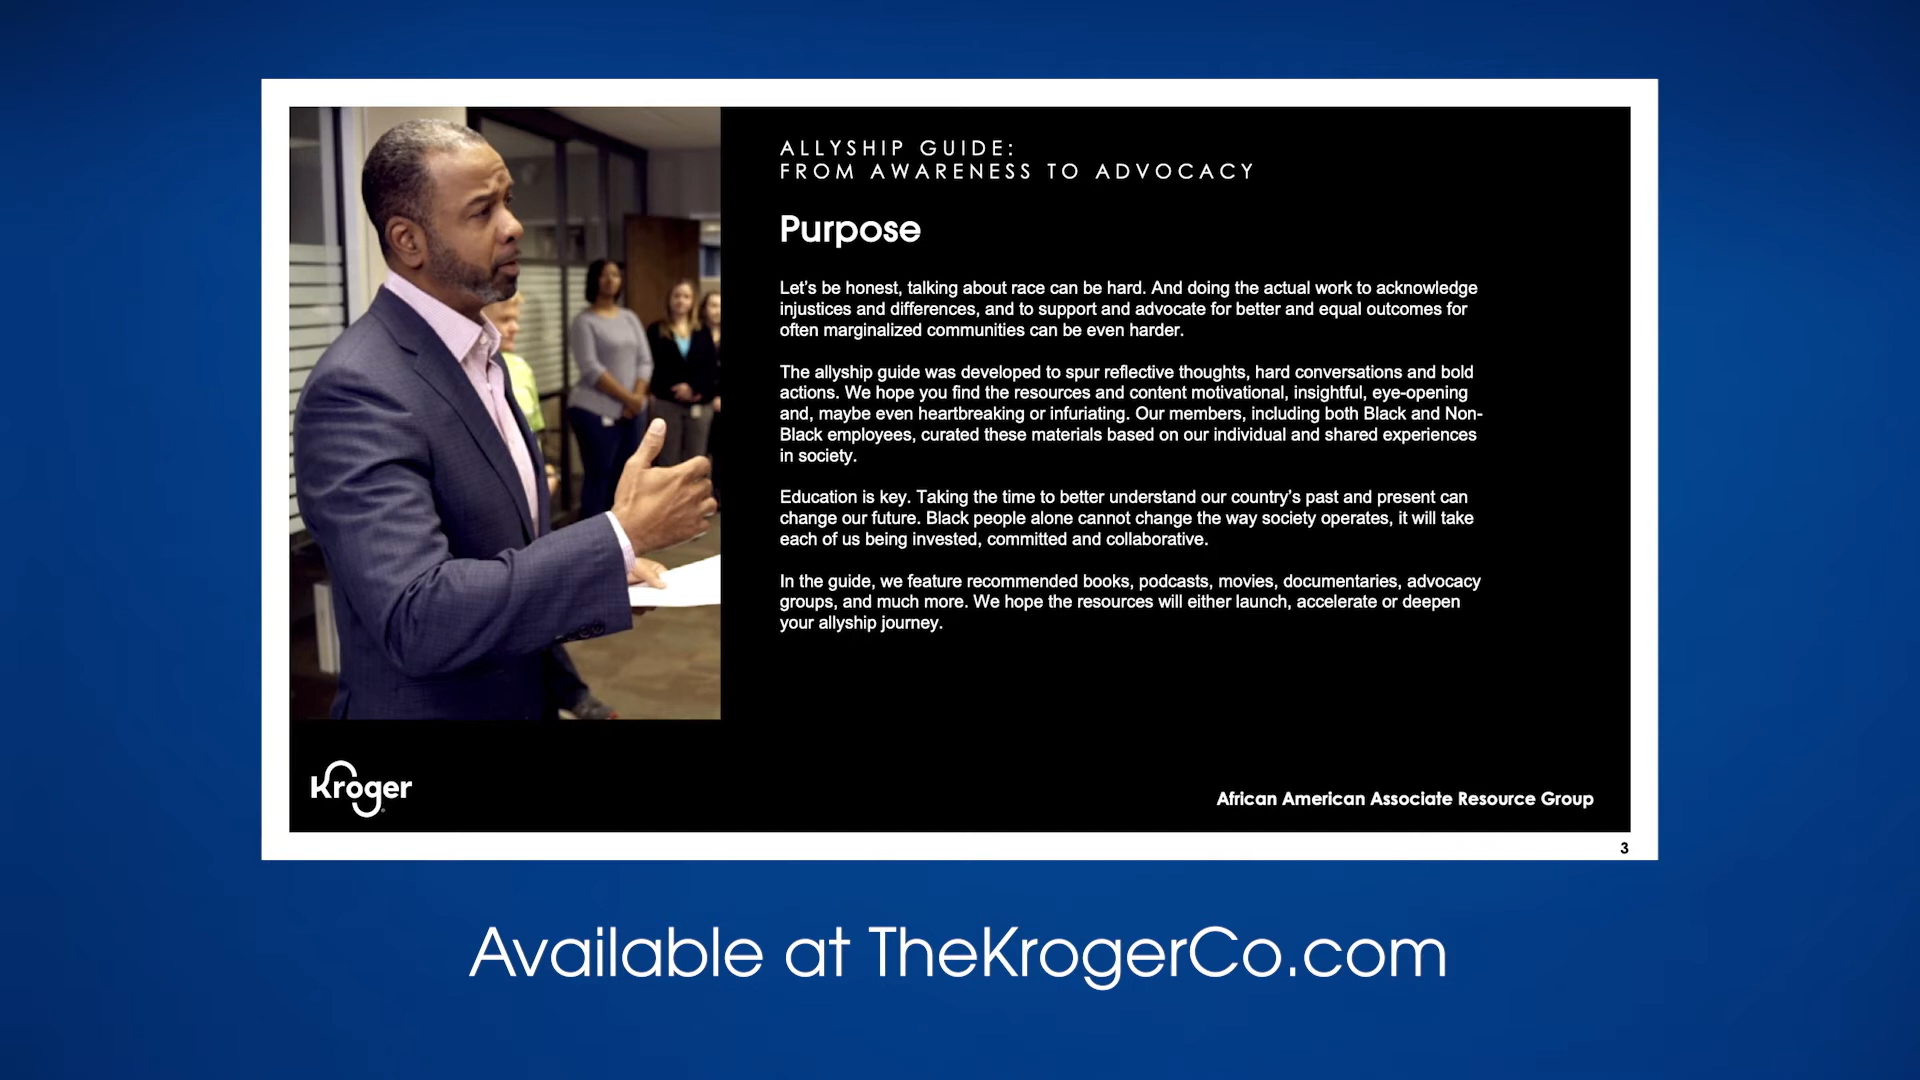 ALLYSHIP GUIDE:
FROM AWARENESS TO ADVOCACY
Purpose
Let's be honest, talking about race can be hard. And doing the actual work to acknowledge
injustices and differences, and to support and advocate for better and equal outcomes for
often marginalized communities can be even harder.
The allyship guide was developed to spur reflective thoughts, hard conversations and bold
actions. We hope you find the resources and content motivational, insightful, eye-opening
and, maybe even heartbreaking or infuriating. Our members, including both Black and Non-
Black employees, curated these materials based on our individual and shared experiences
in society.
Education is key. Taking the time to better understand our country's past and present can
change our future. Black people alone cannot change the way society operates, it will take
each of us being invested, committed and collaborative.
In the guide, we feature recommended books, podcasts, movies, documentaries, advocacy
groups, and much more. We hope the resources will either launch, accelerate or deepen
your allyship journey.
Kroger
African American Associate Resource Group
3
Available at TheKrogerCo.com